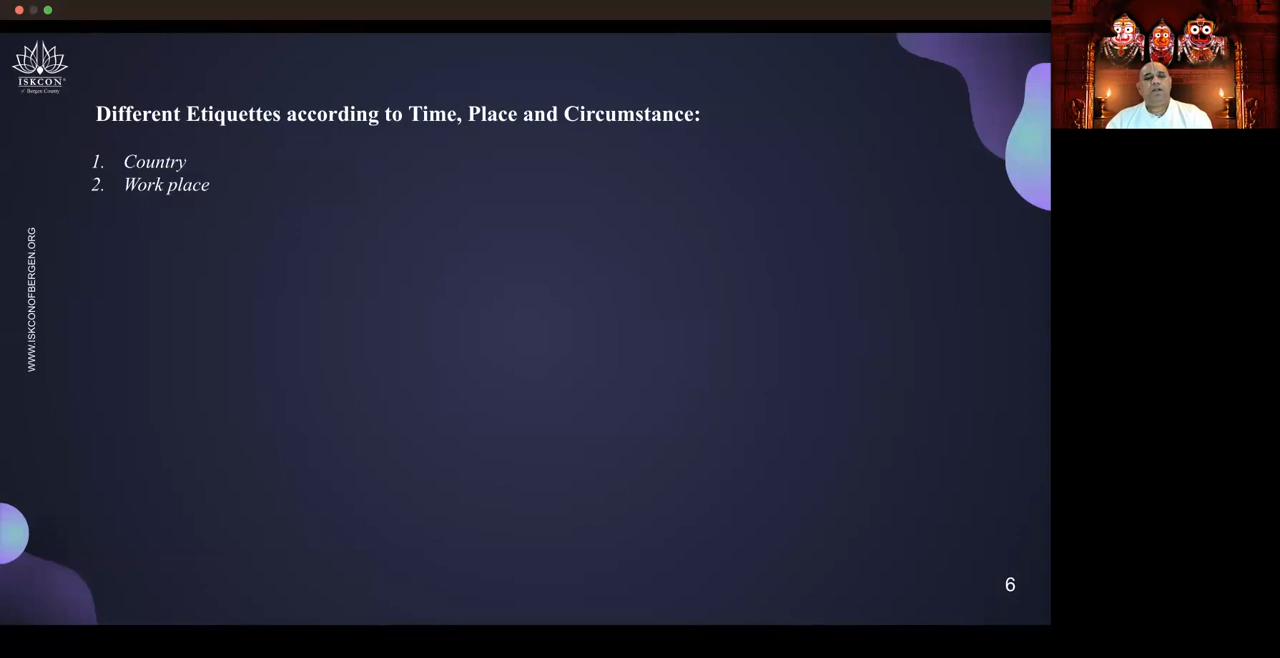 ISKCON
of Bergen County
Different Etiquettes according to Time, Place and Circumstance:
1. Country
2. Work place
WWW.ISKCONOFBERGEN.ORG
6